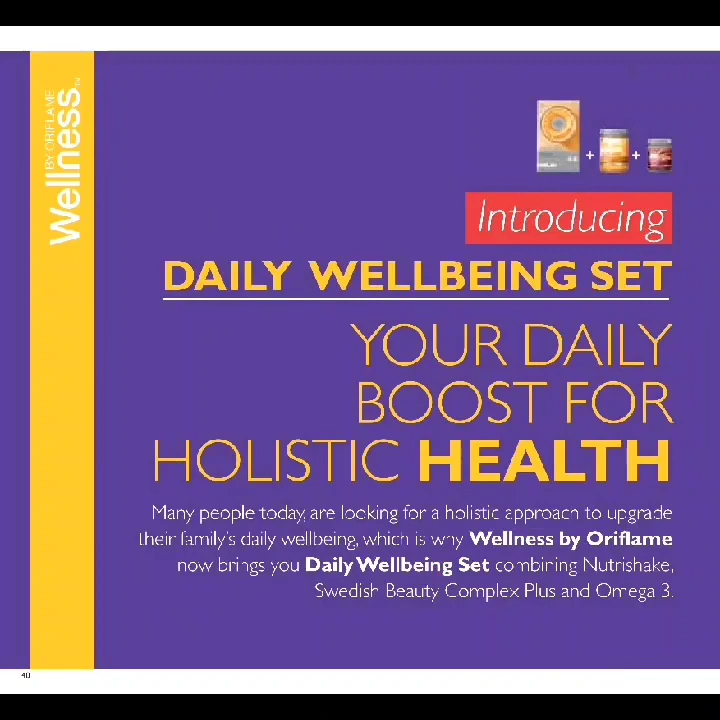 Wellness
BY ORIFLAME
+ +
Introducing
DAILY WELLBEING SET
YOUR DAILY
BOOST FOR
HOLISTIC HEALTH
Many people today, are looking for a holistic approach to upgrade
their family's daily wellbeing, which is why Wellness by Oriflame
now brings you Daily Wellbeing Set combining Nutrishake,
Swedish Beauty Complex Plus and Omega 3.
40